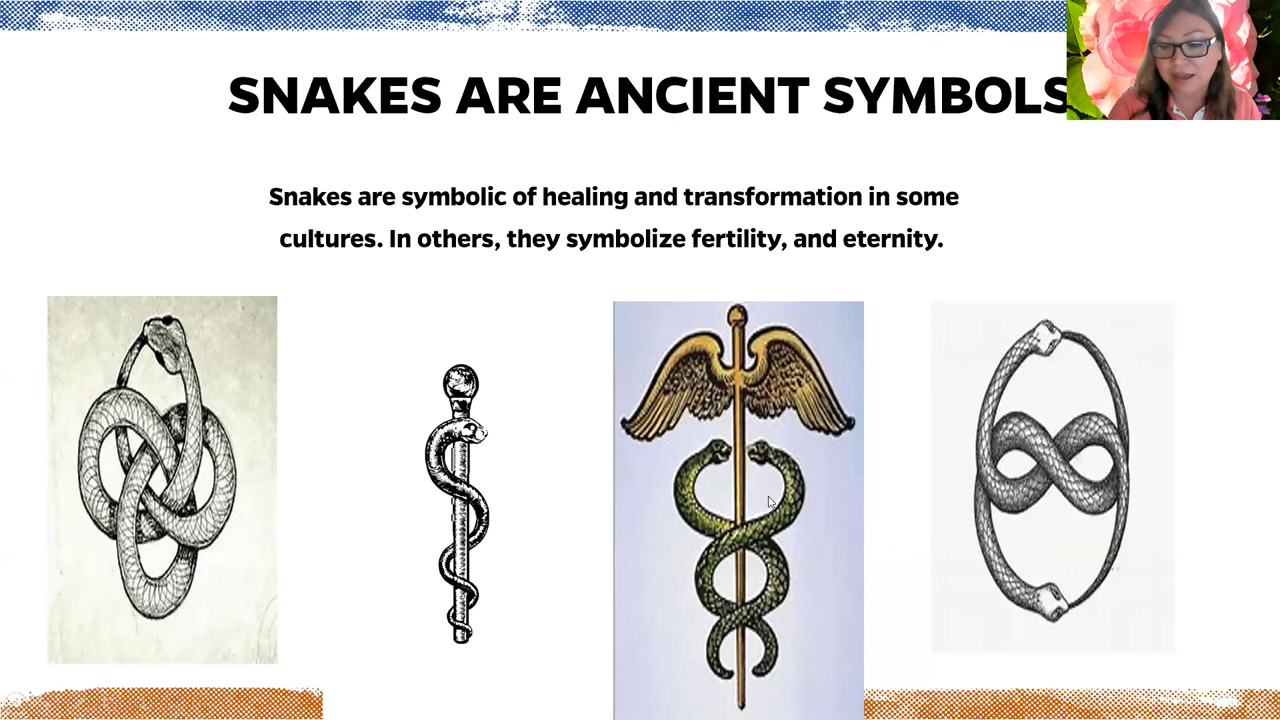 SNAKES ARE ANCIENT SYMBOLS
Snakes are symbolic of healing and transformation in some
cultures. In others, they symbolize fertility, and eternity.